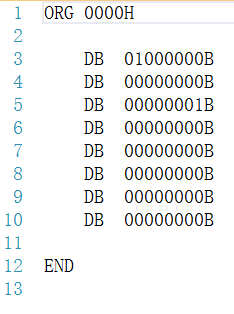 1 ORG 0000H
2
3 DB 01000000B
4 DB 00000000B
5 DB 00000001B
6 DB 00000000B
7 DB 00000000B
8 DB 00000000B
9 DB 00000000B
10 DB 00000000B
11
12 END
13